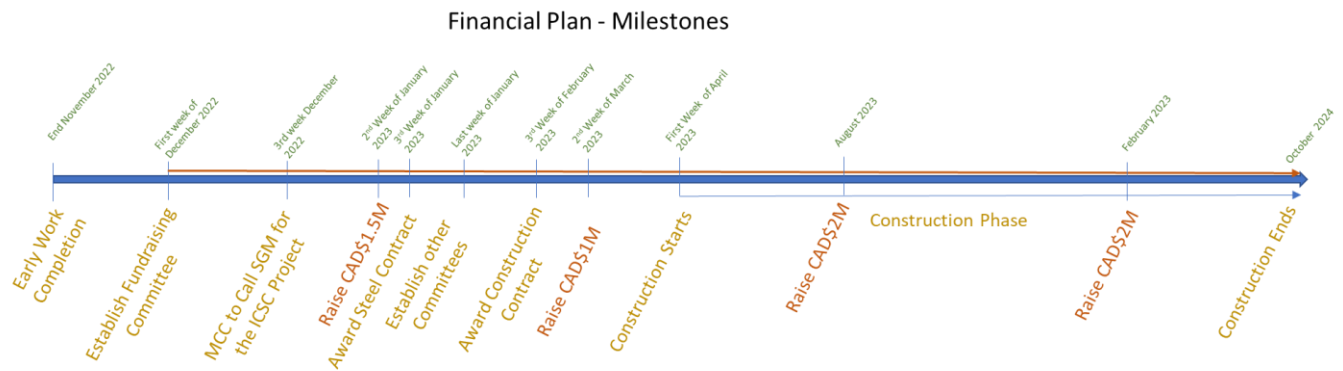 Financial Plan - Milestones
End November 2022
First week of
December 2022
3rd week December
2022
2nd Week of January
2023
3rd Week of January
2023
Last week of January
2023
3rd Week of February
2023
2nd Week of March
2023
First Week of April
2023
August 2023
February 2023
October 2024
Early Work
Completion
Establish Fundraising
Committee
MCC to Call SGM for
the ICSC Project
Raise CAD$1.5M
Award Steel Contract
Establish other
Committees
Award Construction
Contract
Raise CAD$1M
Construction Starts
Raise CAD$2M
Construction Phase
Raise CAD$2M
Construction Ends